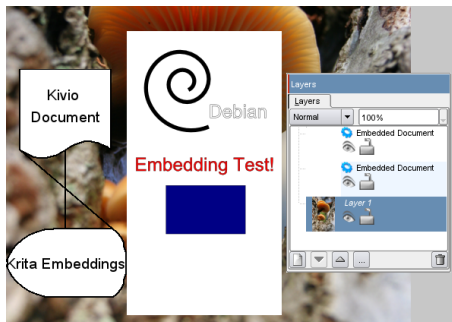 Kivio
Document
Krita Embeddings
Debian
Embedding Test!
Layers
Layers
Normal
100%
Embedded Document
Embedded Document
Layer 1
...